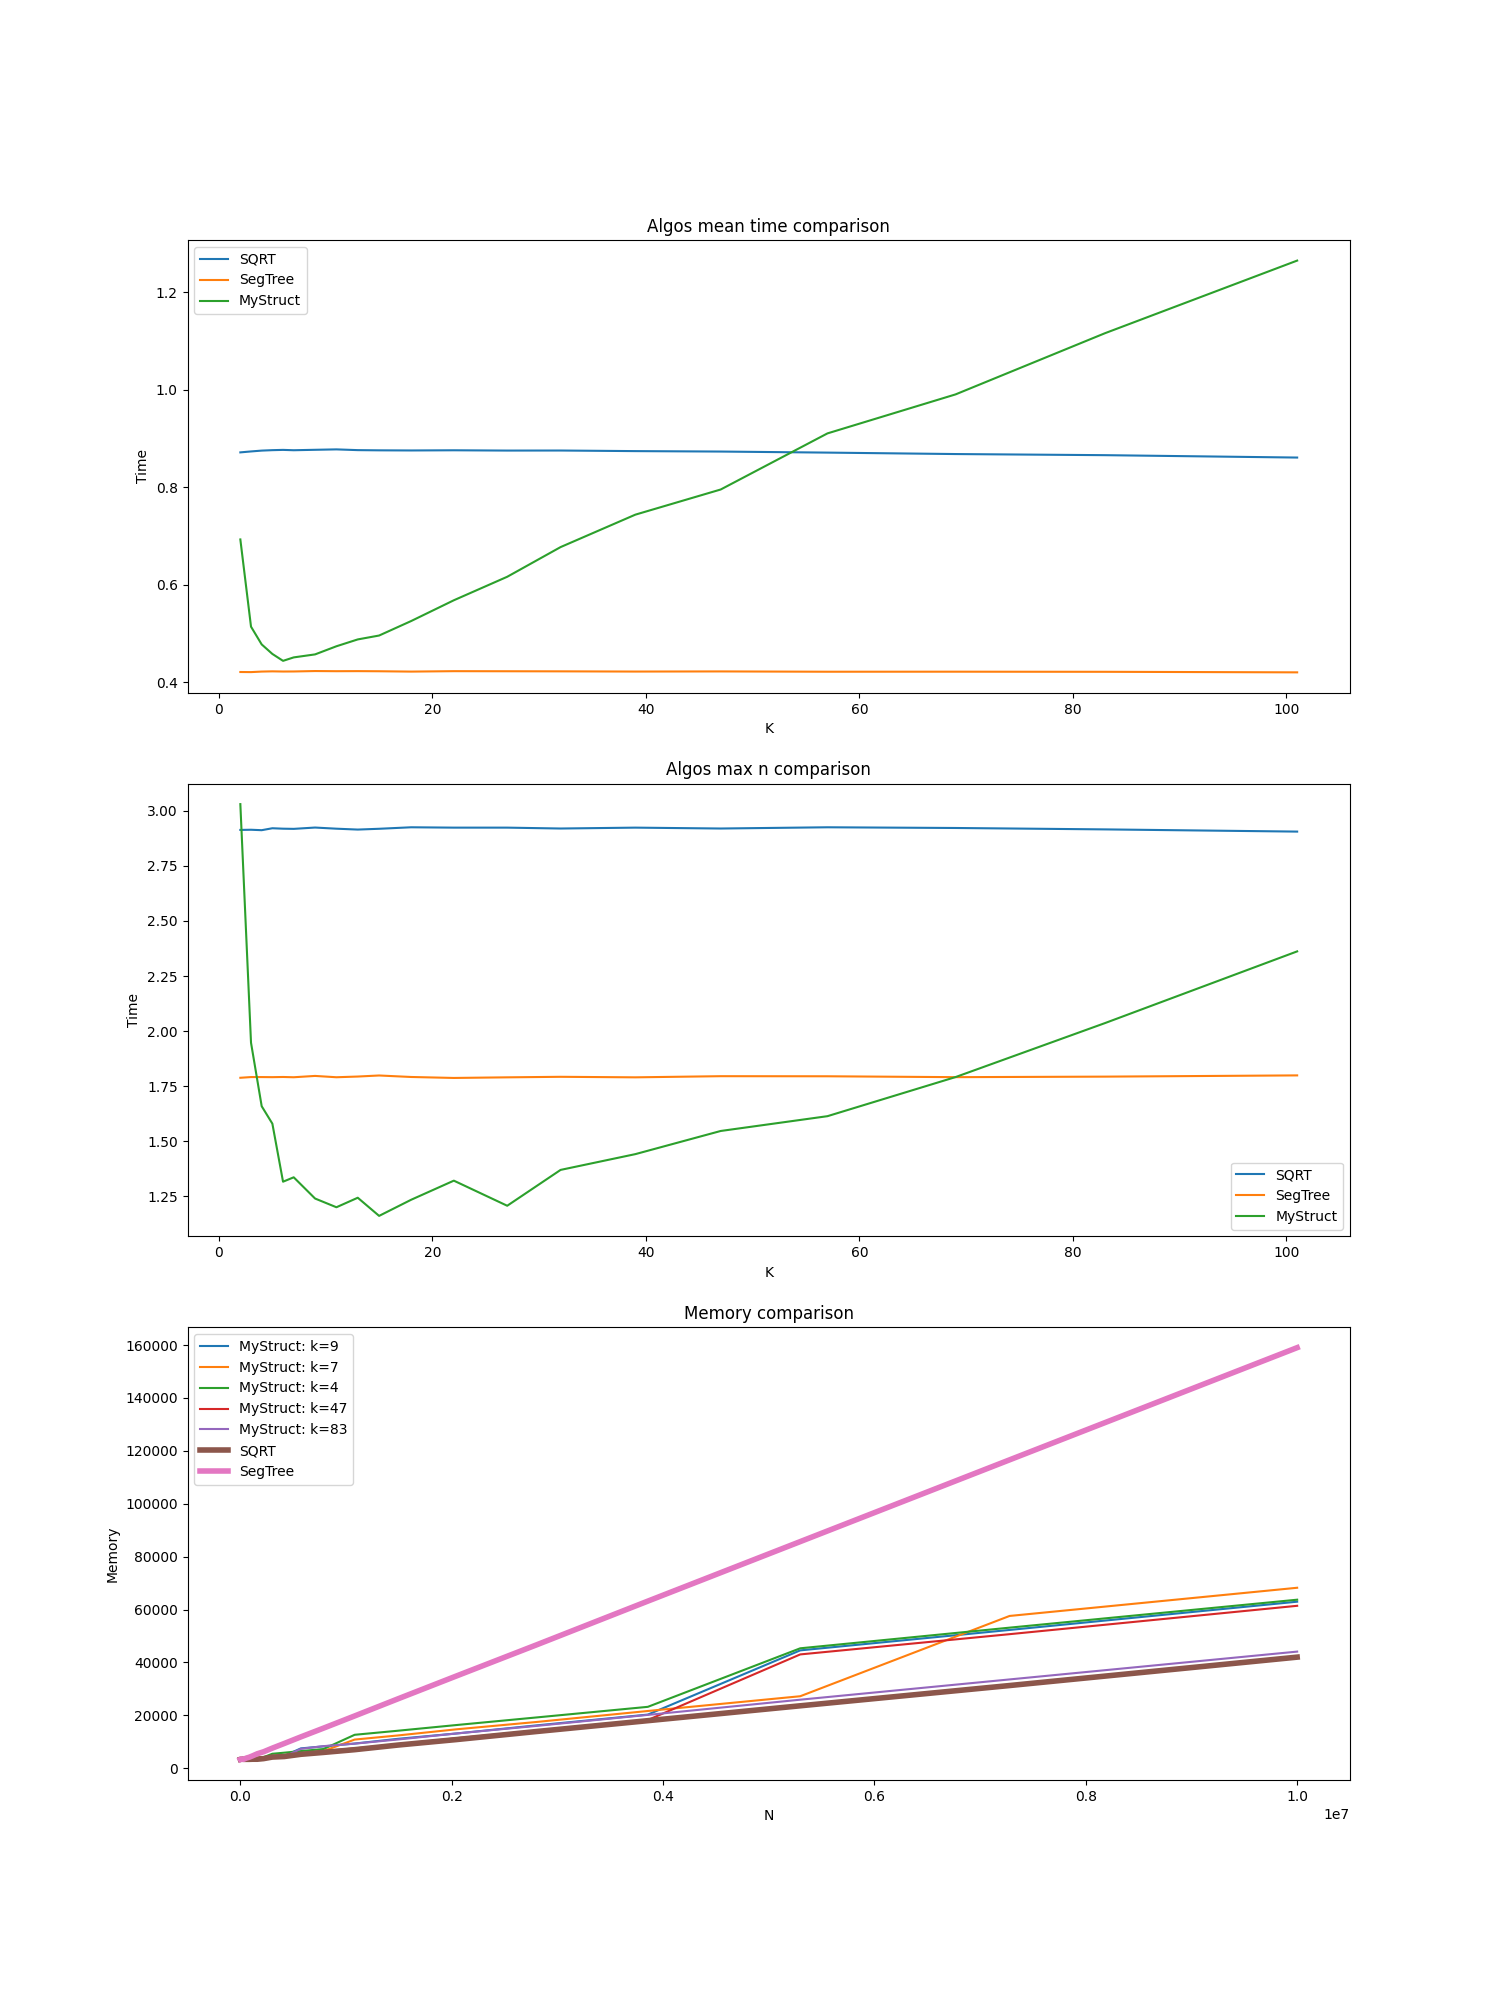 Algos mean time comparison
SQRT
SegTree
MyStruct
1.2
1.0
0.8
0.6
0.4
Time
0 20 40 60 80 100
K
Algos max n comparison
3.00
2.75
2.50
2.25
2.00
1.75
1.50
1.25
Time
SQRT
SegTree
MyStruct
0 20 40 60 80 100
K
Memory comparison
MyStruct: k=9
MyStruct: k=7
MyStruct: k=4
MyStruct: k=47
MyStruct: k=83
SQRT
SegTree
160000
140000
120000
100000
80000
60000
40000
20000
0
Memory
0.0 0.2 0.4 0.6 0.8 1.0
N
1e7